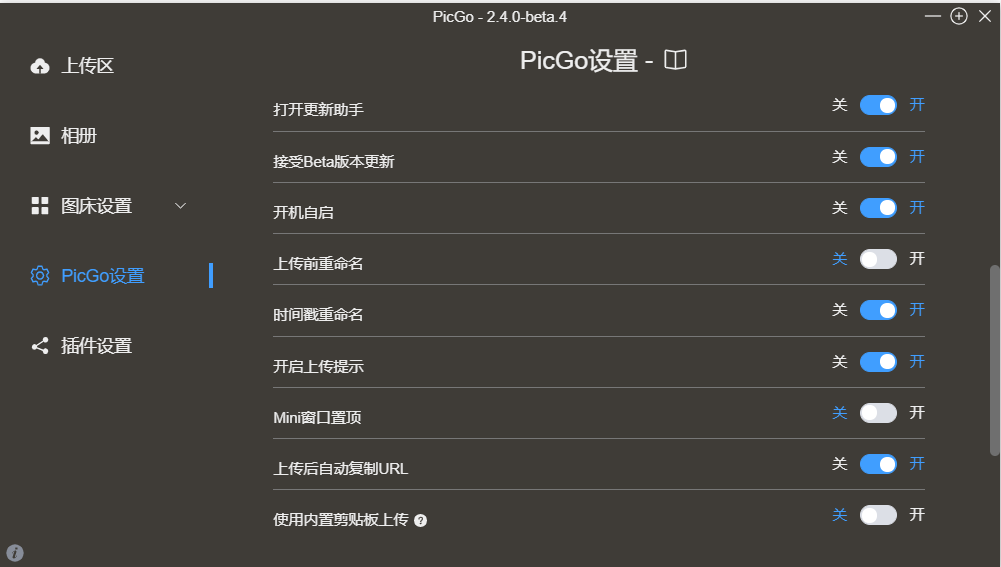 PicGo - 2.4.0-beta.4
上传区
相册
图床设置
PicGo设置
插件设置
PicGo设置 -
打开更新助手 关 开
接受Beta版本更新 关 开
开机自启 关 开
上传前重命名 关 开
时间戳重命名 关 开
开启上传提示 关 开
Mini窗口置顶 关 开
上传后自动复制URL 关 开
使用内置剪贴板上传 ? 关 开
i